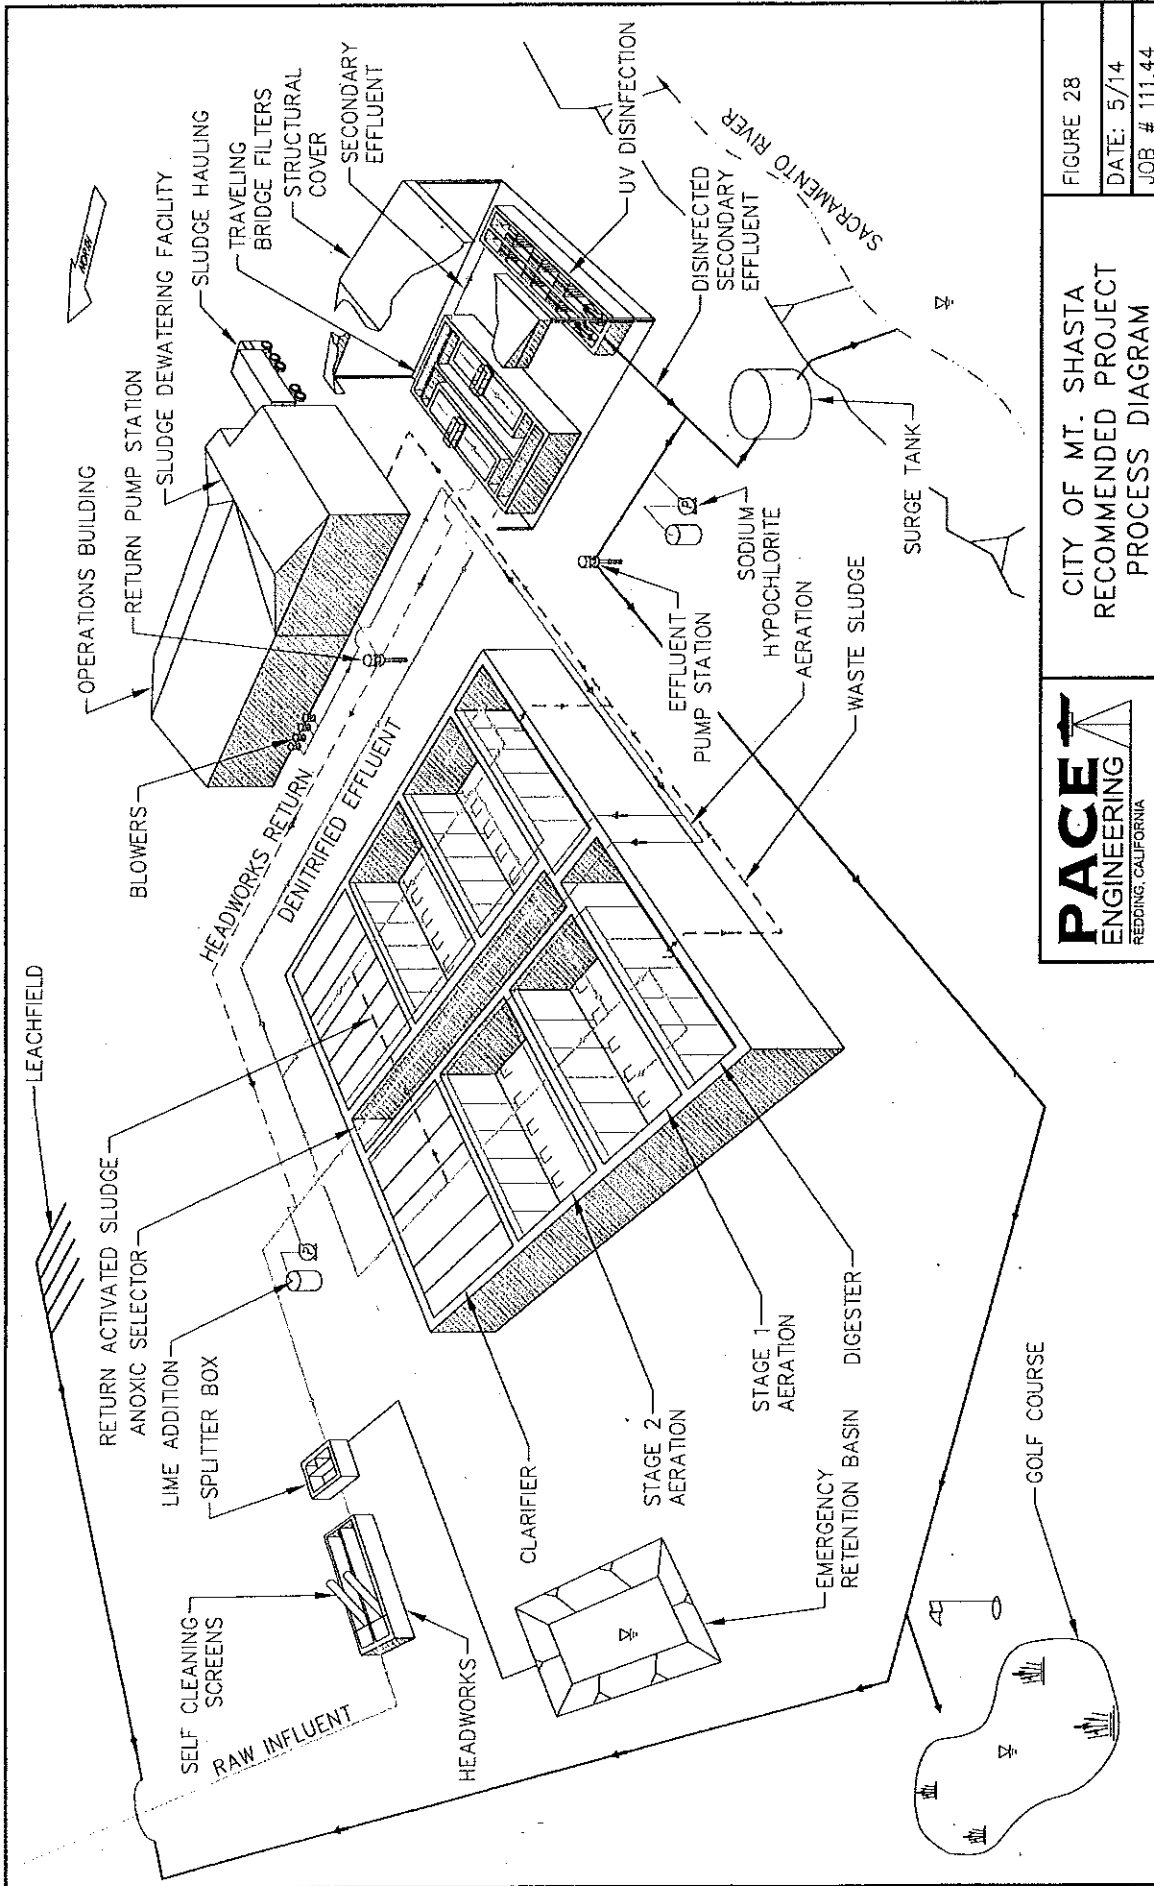 LEACHFIELD
RETURN ACTIVATED SLUDGE
ANOXIC SELECTOR
LIME ADDITION
SPLITTER BOX
SELF CLEANING
SCREENS
RAW INFLUENT
HEADWORKS
BLOWERS
OPERATIONS BUILDING
RETURN PUMP STATION
SLUDGE DEWATERING FACILITY
SLUDGE HAULING
TRAVELING
BRIDGE FILTERS
STRUCTURAL
COVER
SECONDARY
EFFLUENT
NORTH
HEADWORKS RETURN
DENITRIFIED EFFLUENT
P
UV DISINFECTION
DISINFECTED
SECONDARY
EFFLUENT
SACRAMENTO RIVER
SURGE TANK
P
SODIUM
HYPOCHLORITE
EFFLUENT
PUMP STATION
AERATION
WASTE SLUDGE
CLARIFIER
STAGE 2
AERATION
STAGE 1
AERATION
DIGESTER
EMERGENCY
RETENTION BASIN
GOLF COURSE
PACE
ENGINEERING
REDDING, CALIFORNIA
CITY OF MT. SHASTA
RECOMMENDED PROJECT
PROCESS DIAGRAM
FIGURE 28
DATE: 5/14
JOB # 111.44